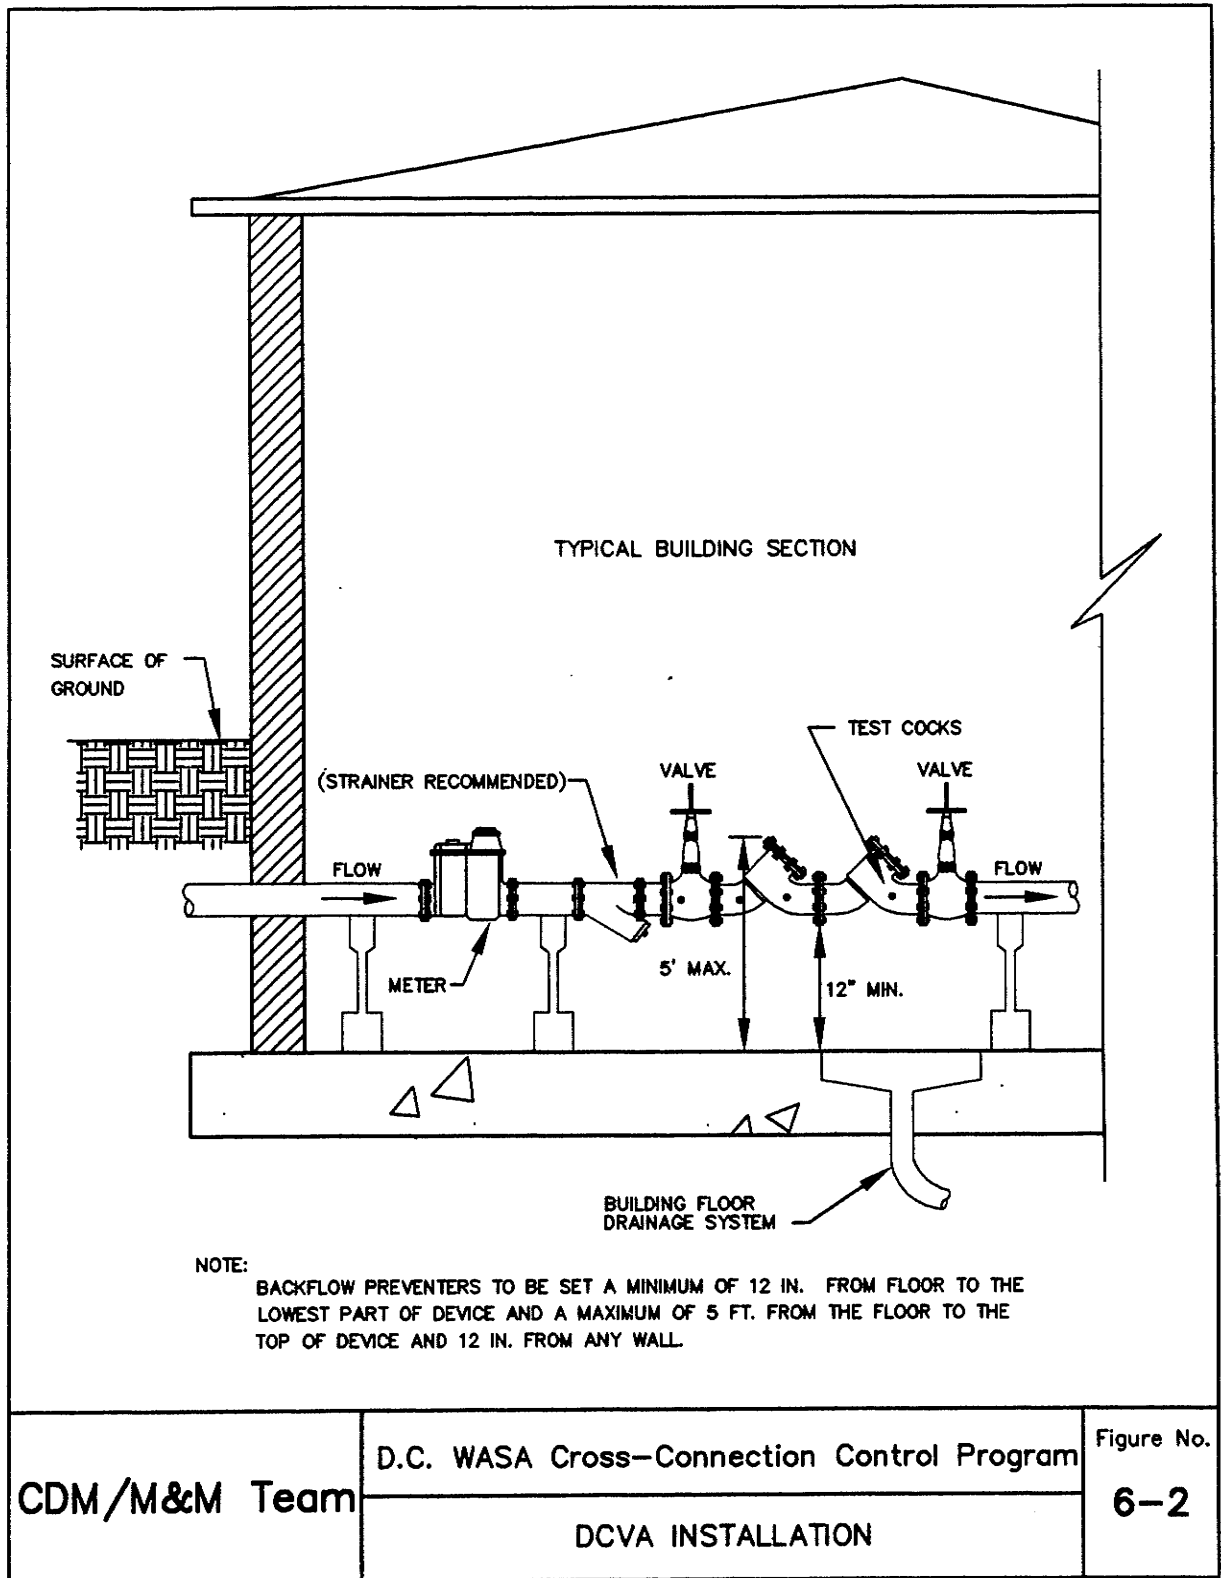 TYPICAL BUILDING SECTION
SURFACE OF
GROUND
TEST COCKS
(STRAINER RECOMMENDED)
VALVE
VALVE
FLOW
FLOW
METER
5' MAX.
12" MIN.
BUILDING FLOOR
DRAINAGE SYSTEM
NOTE:
BACKFLOW PREVENTERS TO BE SET A MINIMUM OF 12 IN. FROM FLOOR TO THE
LOWEST PART OF DEVICE AND A MAXIMUM OF 5 FT. FROM THE FLOOR TO THE
TOP OF DEVICE AND 12 IN. FROM ANY WALL.
CDM/M&M Team
D.C. WASA Cross-Connection Control Program
DCVA INSTALLATION
Figure No.
6-2